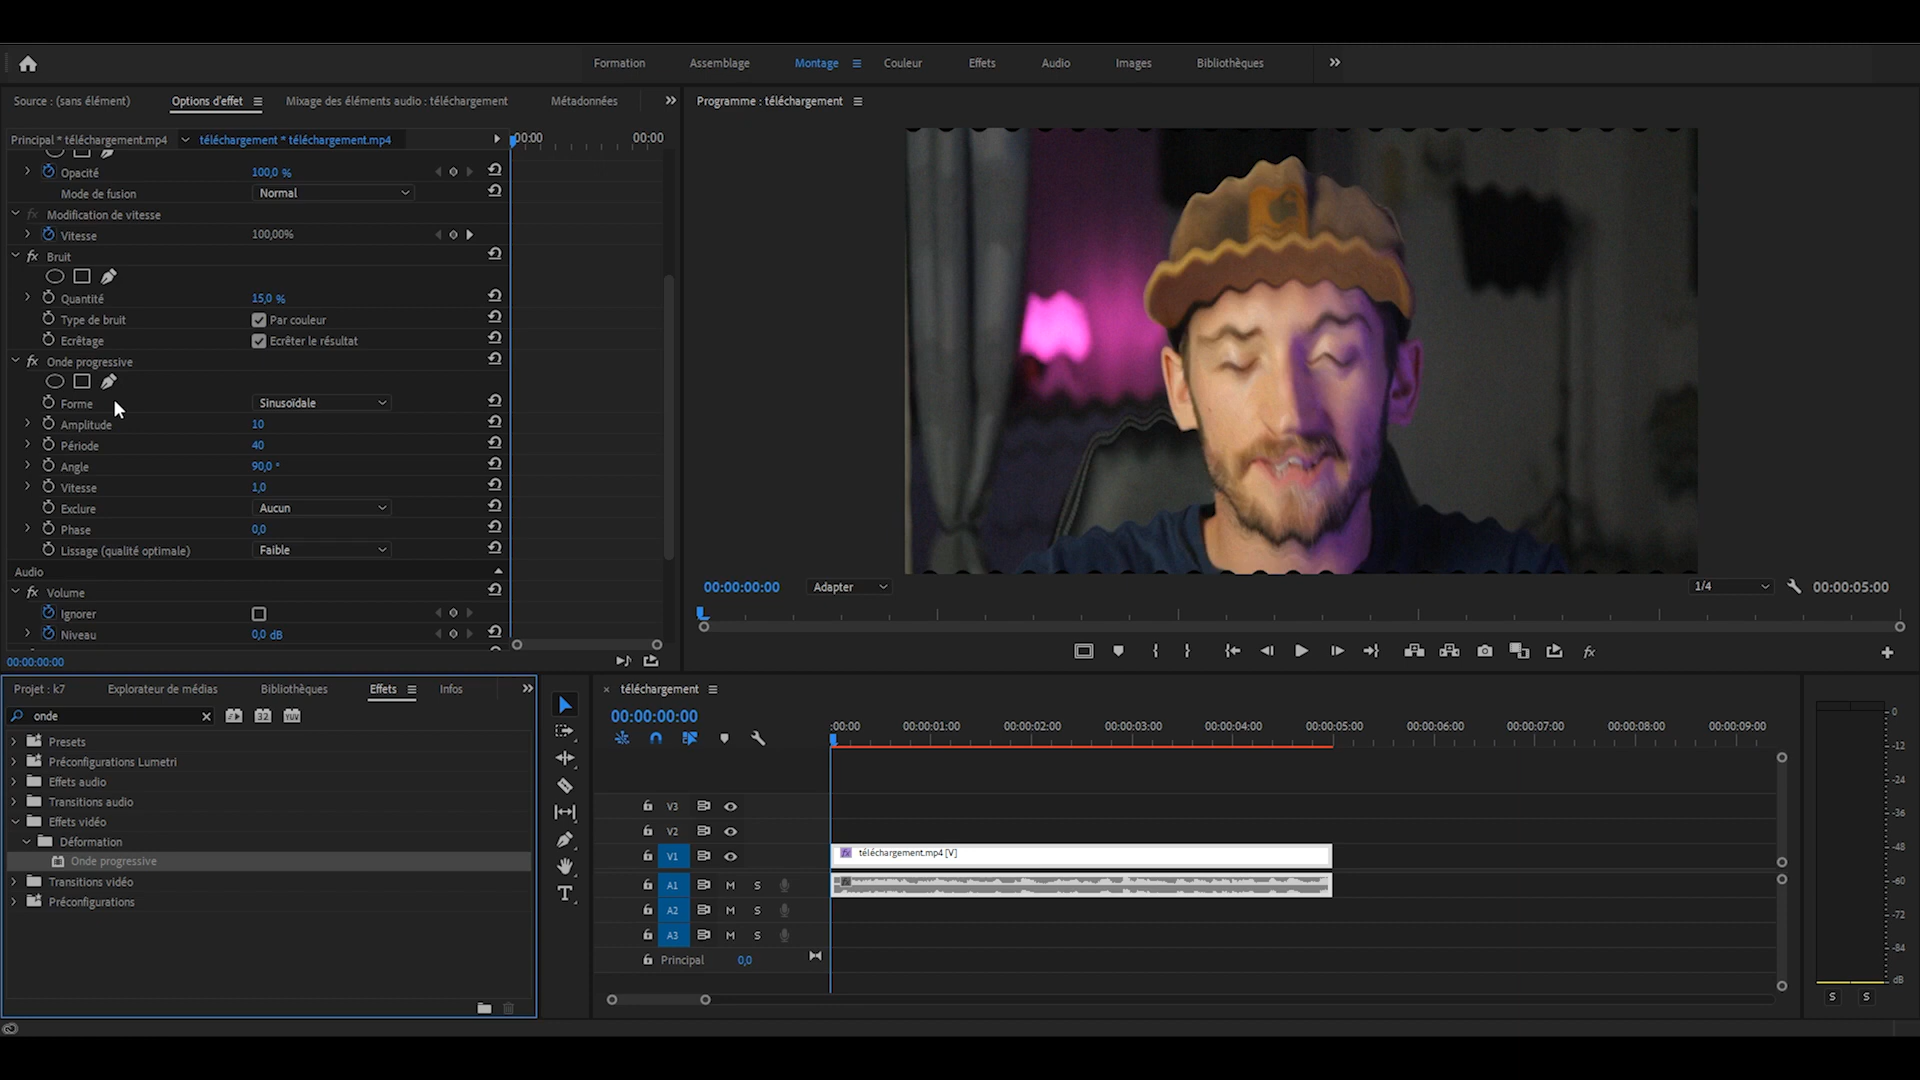 Formation
Assemblage
Montage
Couleur
Effets
Audio
Images
Bibliothèques
Source : (sans élément)
Options d'effet
Mixage des éléments audio : téléchargement
Métadonnées
Programme : téléchargement
Principal * téléchargement.mp4
téléchargement * téléchargement.mp4
00:00
00:00
Opacité 100,0 %
Mode de fusion Normal
Modification de vitesse
Vitesse 100,00%
fx Bruit
Quantité 15,0 %
Type de bruit Par couleur
Ecrêtage Ecrêter le résultat
fx Onde progressive
Forme Sinusoïdale
Amplitude 10
Période 40
Angle 90,0 °
Vitesse 1,0
Exclure Aucun
Phase 0,0
Lissage (qualité optimale) Faible
Audio
fx Volume
Ignorer
Niveau 0,0 dB
00:00:00:00
00:00:00:00
Adapter
1/4
00:00:05:00
fx
Projet : k7
Explorateur de médias
Bibliothèques
Effets
Infos
onde
32
YUV
Presets
Préconfigurations Lumetri
Effets audio
Transitions audio
Effets vidéo
Déformation
Onde progressive
Transitions vidéo
Préconfigurations
téléchargement
00:00:00:00
:00:00
00:00:01:00
00:00:02:00
00:00:03:00
00:00:04:00
00:00:05:00
00:00:06:00
00:00:07:00
00:00:08:00
00:00:09:00
V3
V2
V1
fx téléchargement.mp4 [V]
A1 M S
A2 M S
A3 M S
Principal 0,0
0
-12
-24
-36
-48
-60
-72
-84
dB
S S